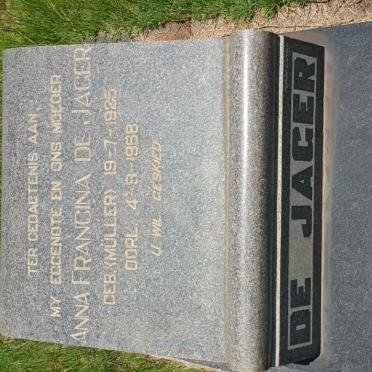 TER GEDAGTENIS AAN
MY EGGENOTE EN ONS MOEDER
ANNA FRANCINA DE JAGER
GEB. (MÜLLER) 19-7-1925
OORL. 4-9-1968
U WIL GESKIED
DE JAGER